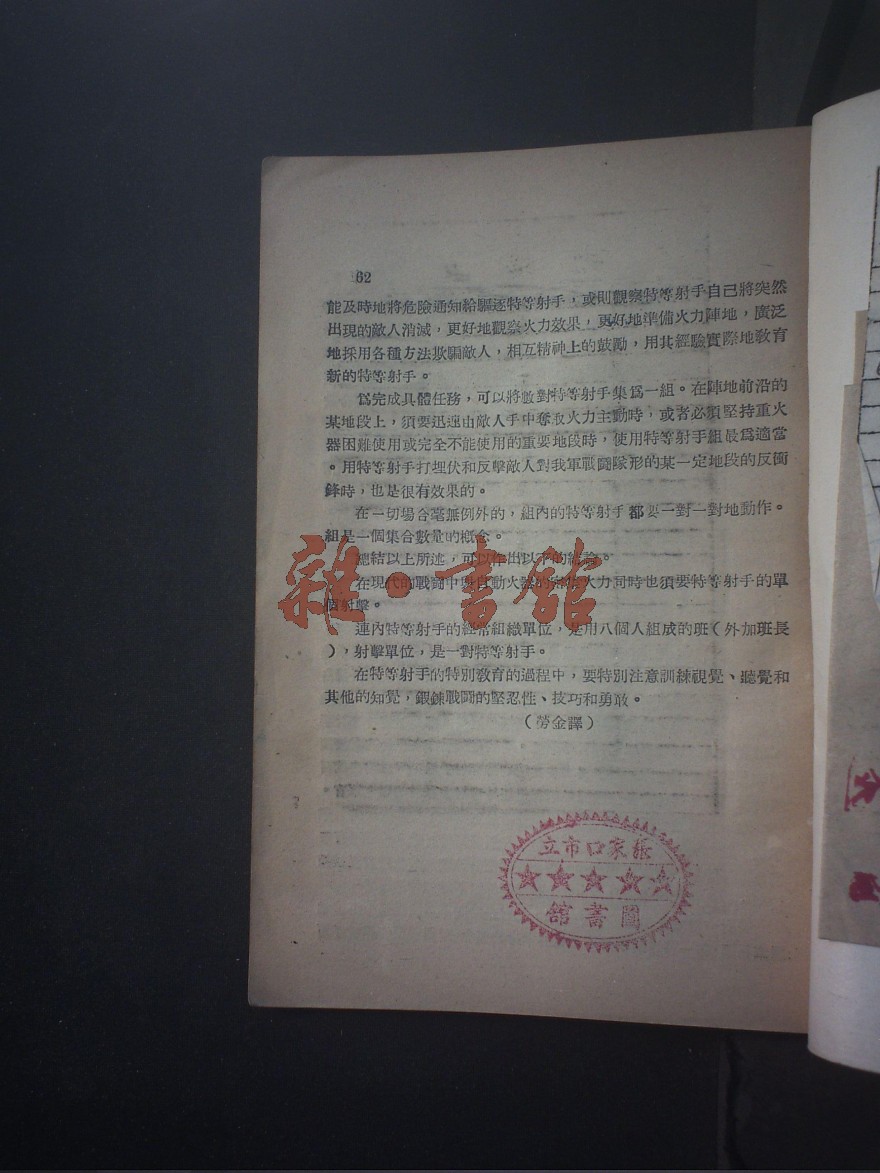 62
能及時地將危險通知給驅逐特等射手，或則觀察特等射手自己將突然
出現的敵人消滅，更好地觀察火力效果，更好地準備火力陣地，廣泛
地採用各種方法欺騙敵人，相互精神上的鼓勵，用其經驗實際地教育
新的特等射手。
爲完成具體任務，可以將數對特等射手集爲一組。在陣地前沿的
某地段上，須要迅速由敵人手中奪取火力主動時，或者必須堅持重火
器困難使用或完全不能使用的重要地段時，使用特等射手組最爲適當
。用特等射手打埋伏和反擊敵人對我軍戰鬪隊形的某一定地段的反衝
鋒時，也是很有效果的。
在一切場合毫無例外的，組內的特等射手都要一對一對地動作。
組是一個集合數量的概念。
總結以上所述，可以作出以下的結論。
在現代的戰鬪中與自動火器的密集火力同時也須要特等射手的單
個射擊。
連內特等射手的經常組織單位，是用八個人組成的班（外加班長
），射擊單位，是一對特等射手。
在特等射手的特別教育的過程中，要特別注意訓練視覺、聽覺和
其他的知覺，鍜鍊戰鬪的堅忍性、技巧和勇敢。
（勞金譯）
雜·書館
張家口市立
圖書館